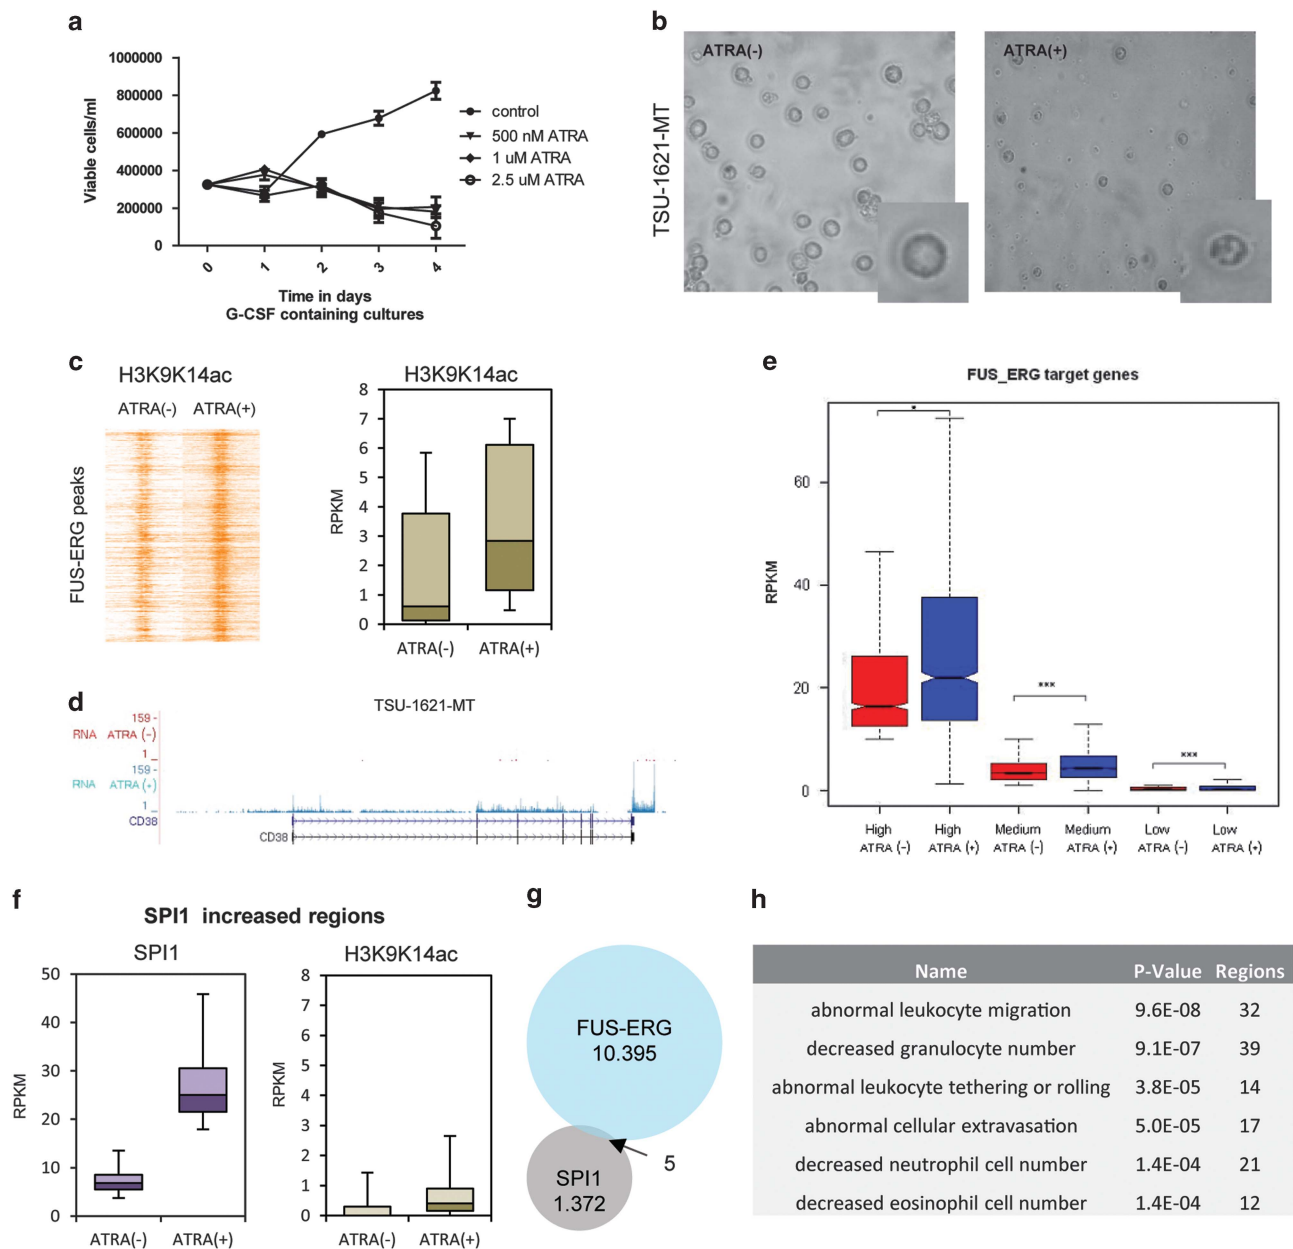 a
1000000
800000
600000
400000
200000
0
Viable cells/ml
0 1 2 3 4
Time in days
G-CSF containing cultures
control
500 nM ATRA
1 uM ATRA
2.5 uM ATRA
b
TSU-1621-MT
ATRA(-)
ATRA(+)
c
H3K9K14ac
ATRA(-) ATRA(+)
FUS-ERG peaks
H3K9K14ac
RPKM
8
7
6
5
4
3
2
1
0
ATRA(-) ATRA(+)
d
TSU-1621-MT
159 -
RNA ATRA (-)
1 _
159 -
RNA ATRA (+)
1 _
CD38
CD38
e
FUS_ERG target genes
RPKM
60
40
20
0
*
***
***
High High Medium Medium Low Low
ATRA (-) ATRA (+) ATRA (-) ATRA (+) ATRA (-) ATRA (+)
f
SPI1 increased regions
SPI1
RPKM
50
40
30
20
10
0
ATRA(-) ATRA(+)
H3K9K14ac
RPKM
8
7
6
5
4
3
2
1
0
ATRA(-) ATRA(+)
g
FUS-ERG
10.395
5
SPI1
1.372
h
Name P-Value Regions
abnormal leukocyte migration 9.6E-08 32
decreased granulocyte number 9.1E-07 39
abnormal leukocyte tethering or rolling 3.8E-05 14
abnormal cellular extravasation 5.0E-05 17
decreased neutrophil cell number 1.4E-04 21
decreased eosinophil cell number 1.4E-04 12